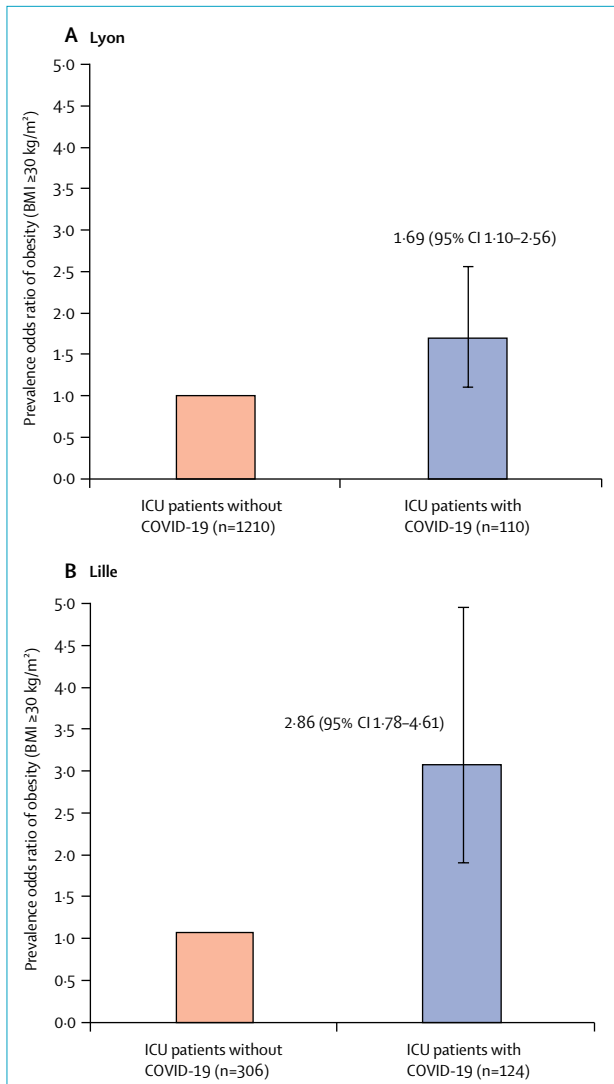 A Lyon
5·0
4·5
4·0
3·5
3·0
2·5
2·0
1·5
1·0
0·5
0·0
Prevalence odds ratio of obesity (BMI ≥30 kg/m²)
1·69 (95% CI 1·10–2·56)
ICU patients without
COVID-19 (n=1210)
ICU patients with
COVID-19 (n=110)
B Lille
5·0
4·5
4·0
3·5
3·0
2·5
2·0
1·5
1·0
0·5
0·0
Prevalence odds ratio of obesity (BMI ≥30 kg/m²)
2·86 (95% CI 1·78–4·61)
ICU patients without
COVID-19 (n=306)
ICU patients with
COVID-19 (n=124)